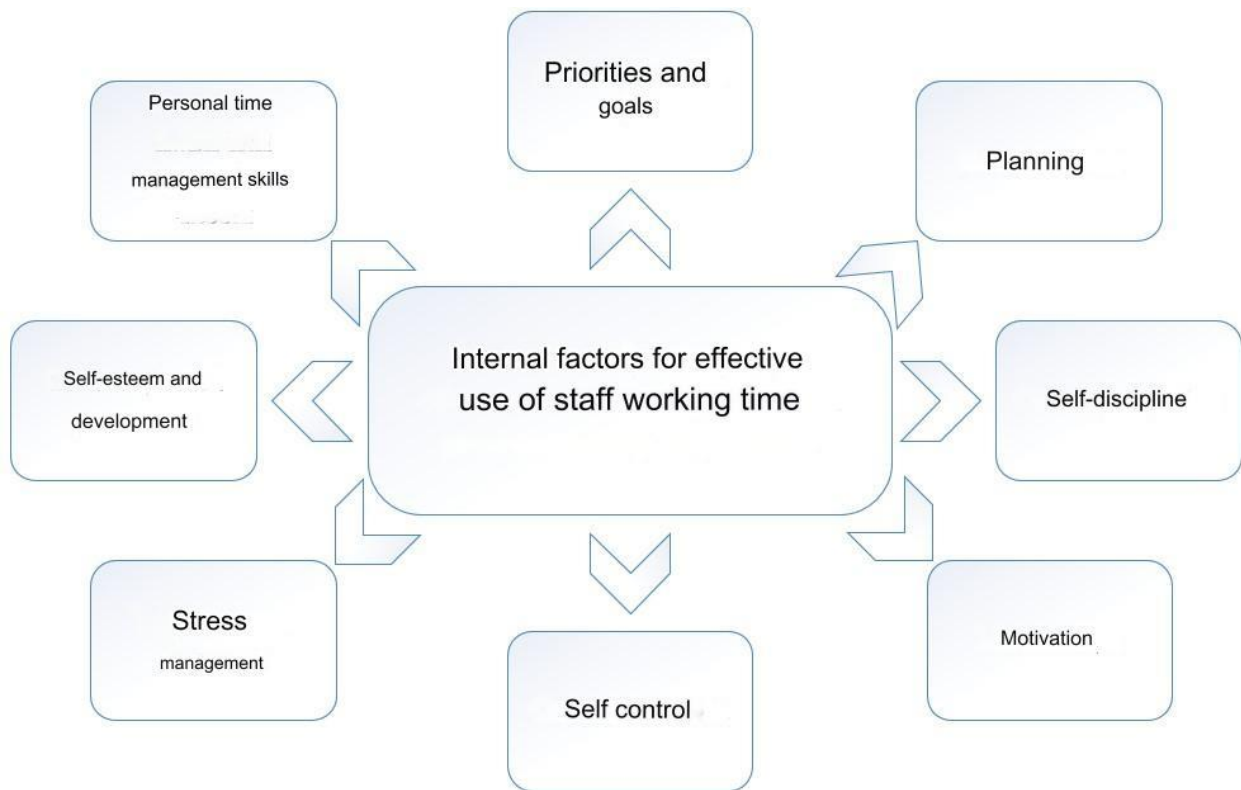 Priorities and
goals
Personal time
management skills
Planning
Internal factors for effective
use of staff working time
Self-esteem and
development
Self-discipline
Stress
management
Motivation
Self control